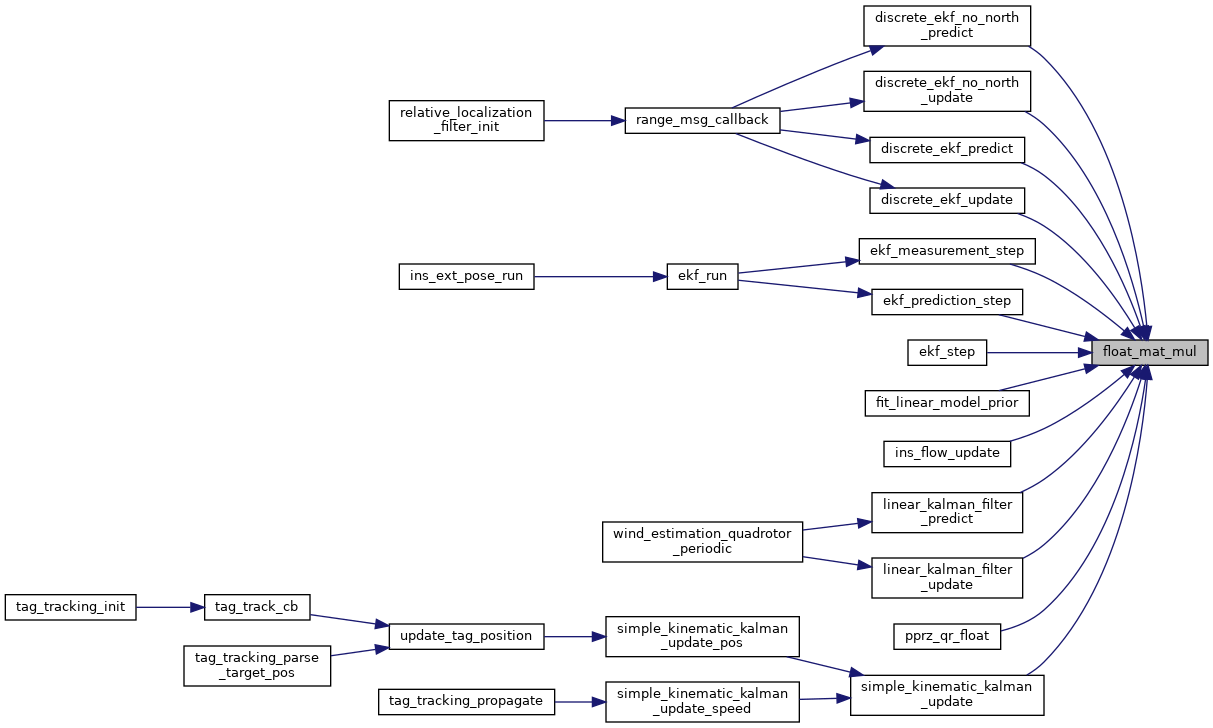 discrete_ekf_no_north
_predict
discrete_ekf_no_north
_update
relative_localization
_filter_init
range_msg_callback
discrete_ekf_predict
discrete_ekf_update
ekf_measurement_step
ins_ext_pose_run
ekf_run
ekf_prediction_step
ekf_step
float_mat_mul
fit_linear_model_prior
ins_flow_update
linear_kalman_filter
_predict
wind_estimation_quadrotor
_periodic
linear_kalman_filter
_update
tag_tracking_init
tag_track_cb
update_tag_position
simple_kinematic_kalman
_update_pos
pprz_qr_float
tag_tracking_parse
_target_pos
simple_kinematic_kalman
_update
tag_tracking_propagate
simple_kinematic_kalman
_update_speed